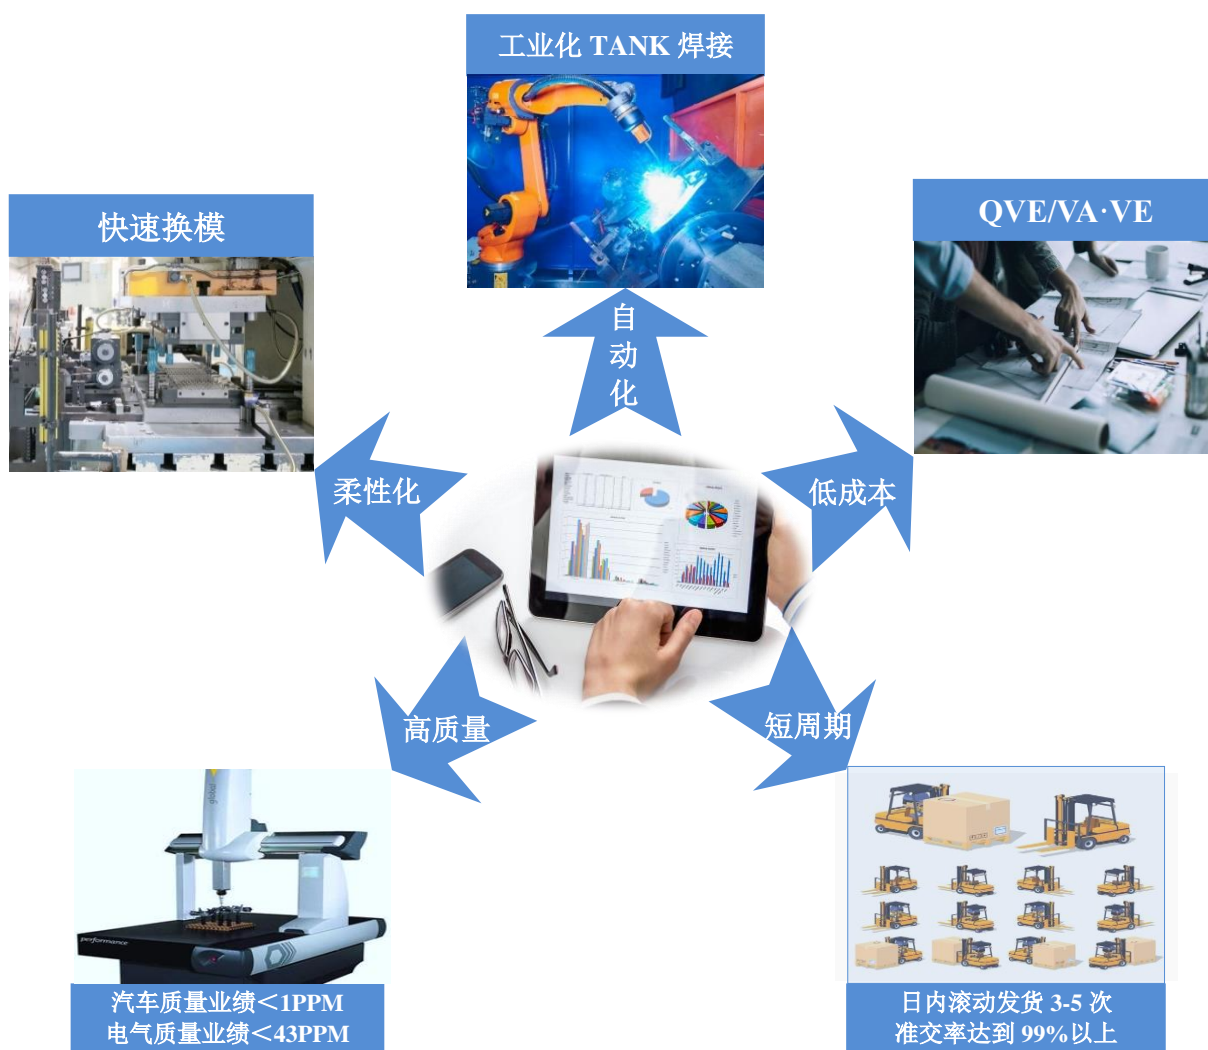 工业化 TANK 焊接
快速换模
QVE/VA·VE
自
动
化
柔性化
低成本
高质量
短周期
global
performance
汽车质量业绩＜1PPM
电气质量业绩＜43PPM
日内滚动发货 3-5 次
准交率达到 99%以上